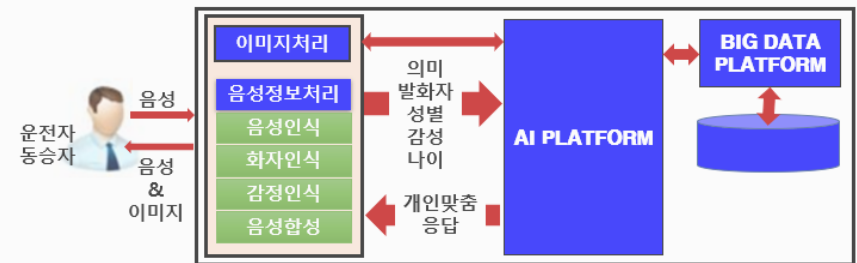 운전자
동승자
음성
음성
&
이미지
이미지처리
음성정보처리
음성인식
화자인식
감정인식
음성합성
의미
발화자
성별
감성
나이
개인맞춤
응답
AI PLATFORM
BIG DATA
PLATFORM